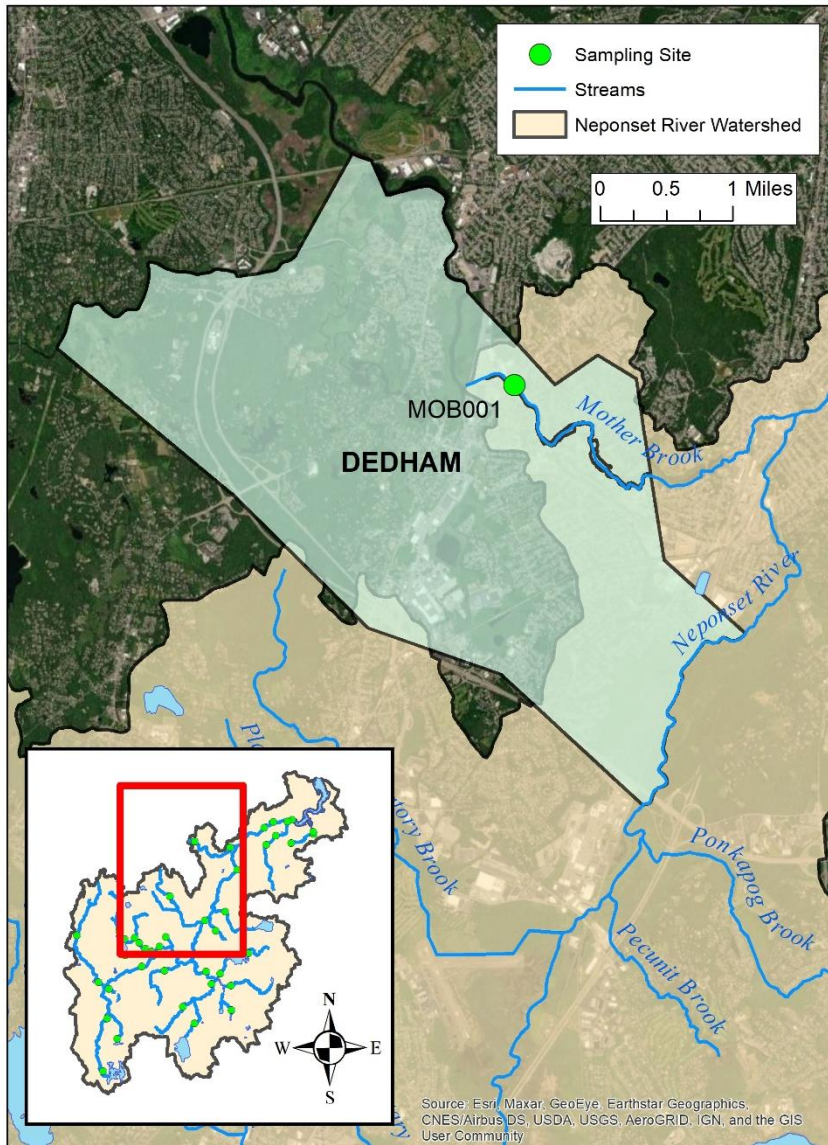 Sampling Site
Streams
Neponset River Watershed
0 0.5 1 Miles
MOB001
Mother Brook
DEDHAM
Neponset River
Ponkapog Brook
Pecunit Brook
Brook
N
W E
S
Source: Esri, Maxar, GeoEye, Earthstar Geographics,
CNES/Airbus DS, USDA, USGS, AeroGRID, IGN, and the GIS
User Community